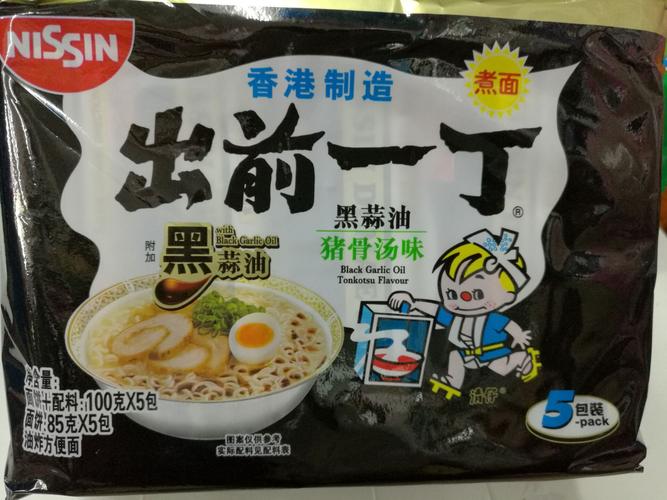 NISSIN
香港制造
煮面
出前一丁
®
附加
黑蒜油
with
Black Garlic Oil
黑蒜油
猪骨汤味
Black Garlic Oil
Tonkotsu Flavour
清仔®
净含量:
面饼+配料:100克X5包
面饼:85克X5包
油炸方便面
图案仅供参考
实际配料见配料表
5包装
-pack